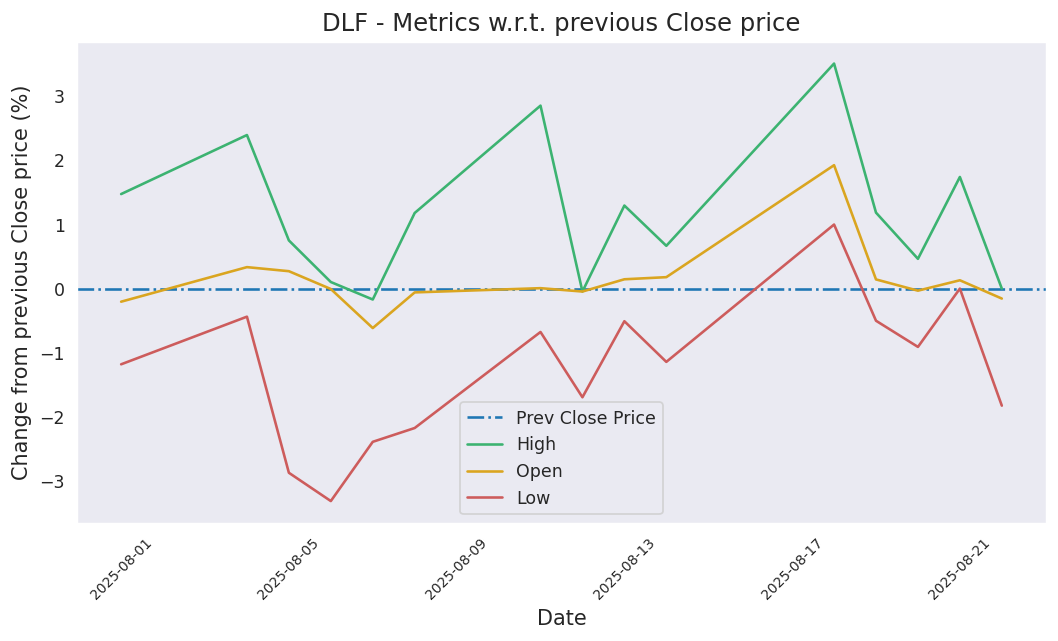 DLF - Metrics w.r.t. previous Close price
Change from previous Close price (%)
3
2
1
0
−1
−2
−3
Prev Close Price
High
Open
Low
2025-08-01
2025-08-05
2025-08-09
2025-08-13
2025-08-17
2025-08-21
Date